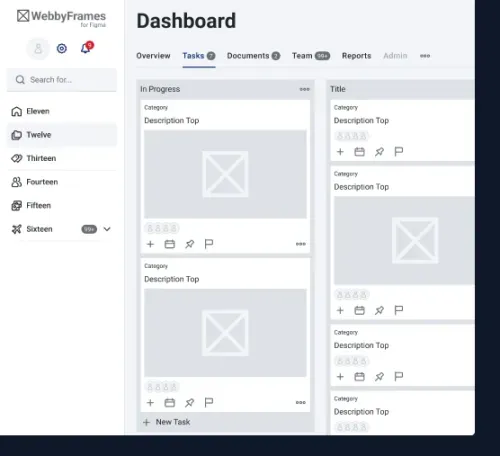 WebbyFrames
for Figma
Search for...
Eleven
Twelve
Thirteen
Fourteen
Fifteen
Sixteen 99+
Dashboard
Overview Tasks 7 Documents 7 Team 99+ Reports Admin
In Progress
Category
Description Top
Category
Description Top
+ New Task
Title
Category
Description Top
Category
Description Top
Category
Description Top
Category
Description Top